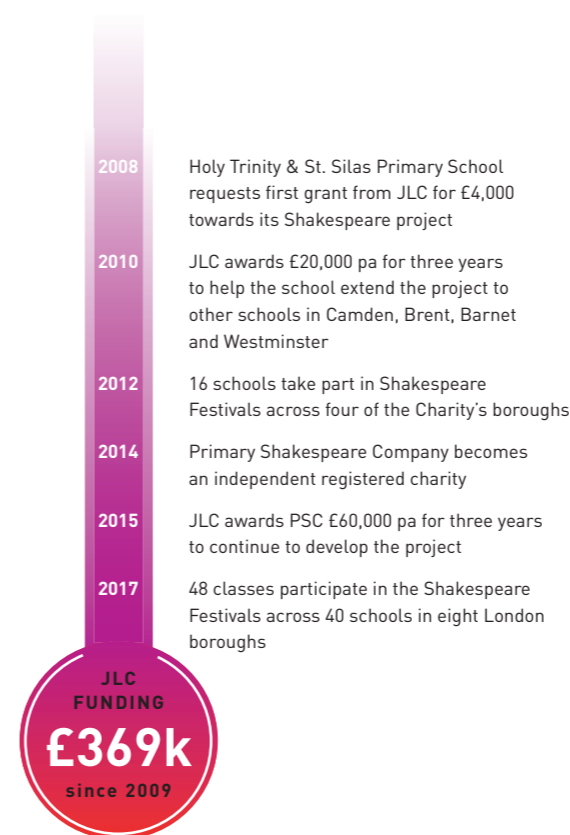 2008 Holy Trinity & St. Silas Primary School
requests first grant from JLC for £4,000
towards its Shakespeare project
2010 JLC awards £20,000 pa for three years
to help the school extend the project to
other schools in Camden, Brent, Barnet
and Westminster
2012 16 schools take part in Shakespeare
Festivals across four of the Charity’s boroughs
2014 Primary Shakespeare Company becomes
an independent registered charity
2015 JLC awards PSC £60,000 pa for three years
to continue to develop the project
2017 48 classes participate in the Shakespeare
Festivals across 40 schools in eight London
boroughs
JLC
FUNDING
£369k
since 2009